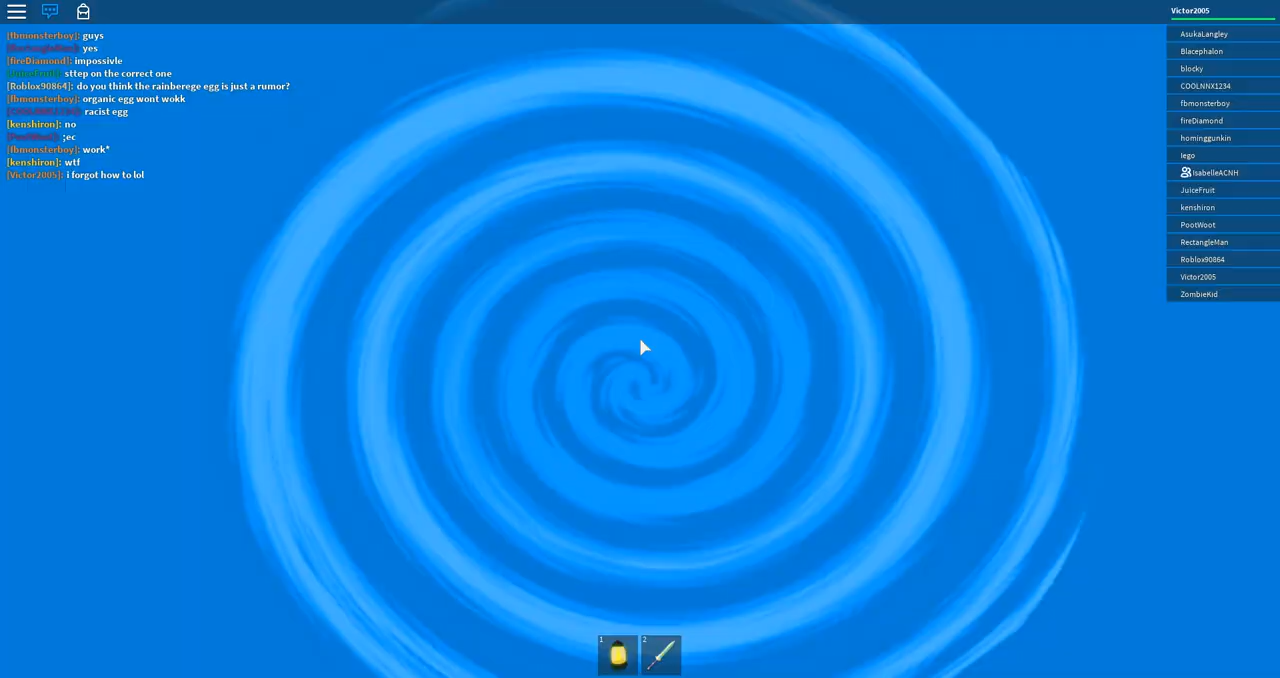 Victor2005
[fbmonsterboy]: guys
yes
[fireDiamond]: impossivle
sttep on the correct one
[Roblox90864]: do you think the rainberege egg is just a rumor?
[fbmonsterboy]: organic egg wont wokk
racist egg
[kenshiron]: no
[PootWoot]: ;ec
[fbmonsterboy]: work*
[kenshiron]: wtf
[Victor2005]: i forgot how to lol
AsukaLangley
Blacephalon
blocky
COOLNNX1234
fbmonsterboy
fireDiamond
hominggunkin
lego
IsabelleACNH
JuiceFruit
kenshiron
PootWoot
RectangleMan
Roblox90864
Victor2005
ZombieKid
1
2